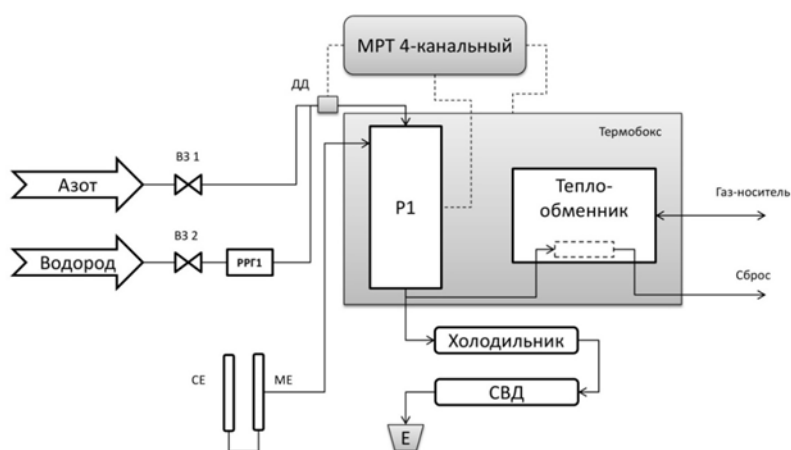 МРТ 4-канальный
ДД
Термобокс
ВЗ 1
Азот
Р1
Тепло-
обменник
Газ-носитель
ВЗ 2
Водород
РРГ1
Сброс
Холодильник
СЕ
МЕ
СВД
Е